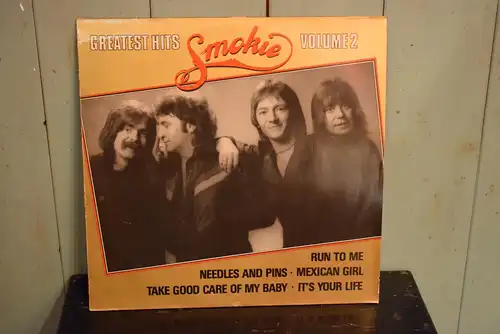 GREATEST HITS Smokie VOLUME 2
RUN TO ME
NEEDLES AND PINS · MEXICAN GIRL
TAKE GOOD CARE OF MY BABY · IT'S YOUR LIFE